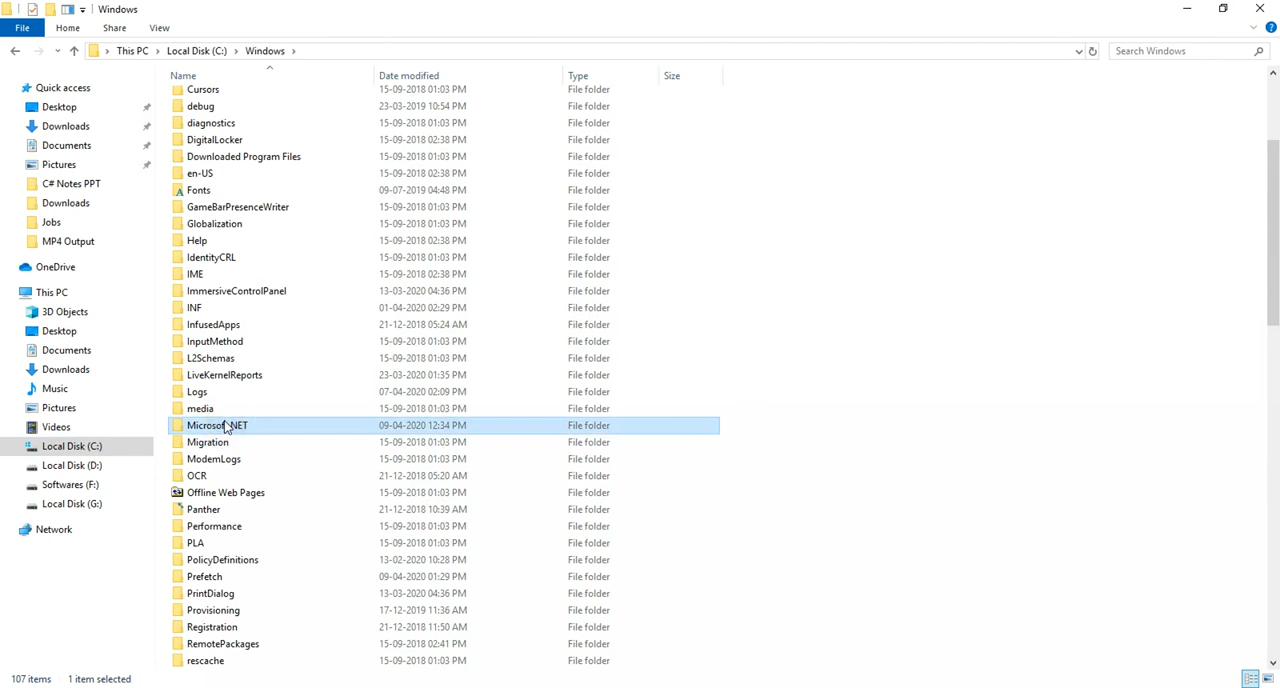 Windows
File Home Share View
This PC Local Disk (C:) Windows Search Windows
Name Date modified Type Size
Quick access
Desktop
Downloads
Documents
Pictures
C# Notes PPT
Downloads
Jobs
MP4 Output
OneDrive
This PC
3D Objects
Desktop
Documents
Downloads
Music
Pictures
Videos
Local Disk (C:)
Local Disk (D:)
Softwares (F:)
Local Disk (G:)
Network
Cursors 15-09-2018 01:03 PM File folder
debug 23-03-2019 10:54 PM File folder
diagnostics 15-09-2018 01:03 PM File folder
DigitalLocker 15-09-2018 02:38 PM File folder
Downloaded Program Files 15-09-2018 01:03 PM File folder
en-US 15-09-2018 02:38 PM File folder
Fonts 09-07-2019 04:48 PM File folder
GameBarPresenceWriter 15-09-2018 01:03 PM File folder
Globalization 15-09-2018 01:03 PM File folder
Help 15-09-2018 02:38 PM File folder
IdentityCRL 15-09-2018 01:03 PM File folder
IME 15-09-2018 02:38 PM File folder
ImmersiveControlPanel 13-03-2020 04:36 PM File folder
INF 01-04-2020 02:29 PM File folder
InfusedApps 21-12-2018 05:24 AM File folder
InputMethod 15-09-2018 01:03 PM File folder
L2Schemas 15-09-2018 01:03 PM File folder
LiveKernelReports 23-03-2020 01:35 PM File folder
Logs 07-04-2020 02:09 PM File folder
media 15-09-2018 01:03 PM File folder
Microsoft.NET 09-04-2020 12:34 PM File folder
Migration 15-09-2018 01:03 PM File folder
ModemLogs 15-09-2018 01:03 PM File folder
OCR 21-12-2018 05:20 AM File folder
Offline Web Pages 15-09-2018 01:03 PM File folder
Panther 21-12-2018 10:39 AM File folder
Performance 15-09-2018 01:03 PM File folder
PLA 15-09-2018 01:03 PM File folder
PolicyDefinitions 13-02-2020 10:28 PM File folder
Prefetch 09-04-2020 01:29 PM File folder
PrintDialog 13-03-2020 04:36 PM File folder
Provisioning 17-12-2019 11:36 AM File folder
Registration 21-12-2018 11:50 AM File folder
RemotePackages 15-09-2018 02:41 PM File folder
rescache 15-09-2018 01:03 PM File folder
107 items 1 item selected